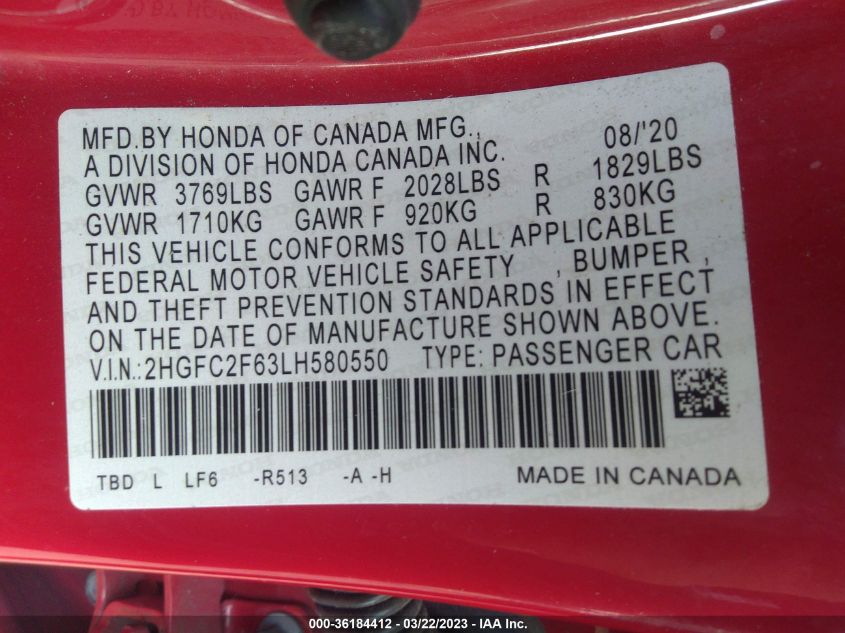 MFD.BY HONDA OF CANADA MFG., 08/'20
A DIVISION OF HONDA CANADA INC.
GVWR 3769LBS GAWR F 2028LBS R 1829LBS
GVWR 1710KG GAWR F 920KG R 830KG
THIS VEHICLE CONFORMS TO ALL APPLICABLE
FEDERAL MOTOR VEHICLE SAFETY , BUMPER ,
AND THEFT PREVENTION STANDARDS IN EFFECT
ON THE DATE OF MANUFACTURE SHOWN ABOVE.
V.I.N.:2HGFC2F63LH580550 TYPE: PASSENGER CAR
TBD L LF6 -R513 -A -H MADE IN CANADA
000-36184412 - 03/22/2023 - IAA Inc.